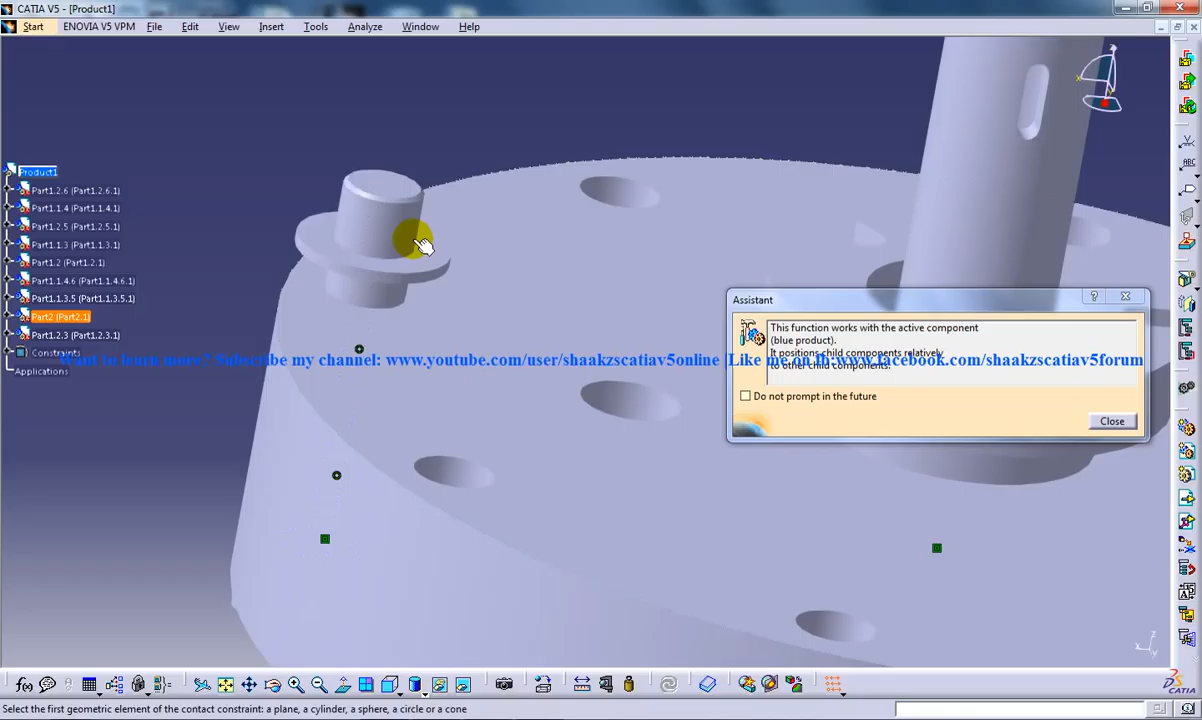 CATIA V5 - [Product1]
Start ENOVIA V5 VPM File Edit View Insert Tools Analyze Window Help
Product1
Part1.2.6 (Part1.2.6.1)
Part1.1.4 (Part1.1.4.1)
Part1.2.5 (Part1.2.5.1)
Part1.1.3 (Part1.1.3.1)
Part1.2 (Part1.2.1)
Part1.1.4.6 (Part1.1.4.6.1)
Part1.1.3.5 (Part1.1.3.5.1)
Part2 (Part2.1)
Part1.2.3 (Part1.2.3.1)
Constraints
Applications
Assistant
This function works with the active component
(blue product).
It positions child components relatively
to other child components.
Want to learn more? Subscribe my channel: www.youtube.com/user/shaakzscatiav5online |Like me on fb:www.facebook.com/shaakzscatiav5forum
Do not prompt in the future
Close
Select the first geometric element of the contact constraint: a plane, a cylinder, a sphere, a circle or a cone
CATIA